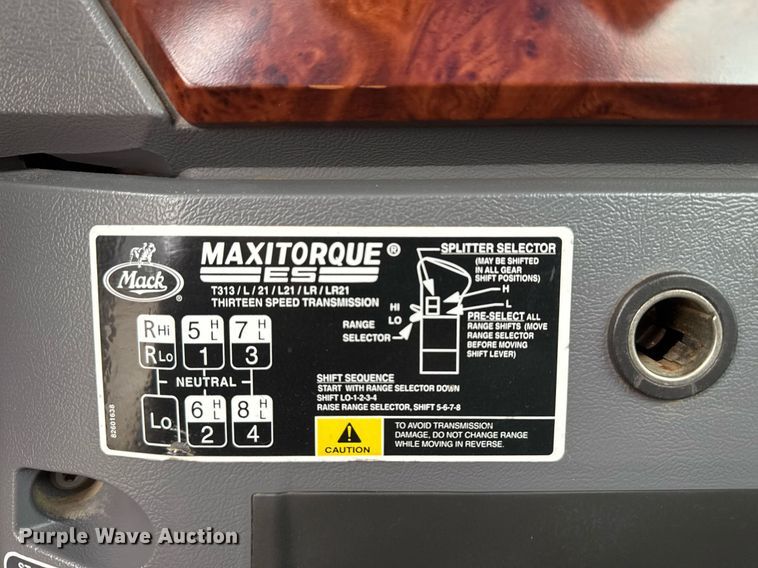 Mack ®
MAXITORQUE®
ES
T313 / L / 21 / L21 / LR / LR21
THIRTEEN SPEED TRANSMISSION
SPLITTER SELECTOR
(MAY BE SHIFTED
IN ALL GEAR
SHIFT POSITIONS)
H
L
HI
LO
RANGE
SELECTOR
PRE-SELECT ALL
RANGE SHIFTS (MOVE
RANGE SELECTOR
BEFORE MOVING
SHIFT LEVER)
R HI 5 H L 7 H L
R LO 1 3
NEUTRAL
LO 6 H L 8 H L
2 4
SHIFT SEQUENCE
START WITH RANGE SELECTOR DOWN
SHIFT LO-1-2-3-4
RAISE RANGE SELECTOR, SHIFT 5-6-7-8
CAUTION
TO AVOID TRANSMISSION
DAMAGE, DO NOT CHANGE RANGE
WHILE MOVING IN REVERSE.
82601638
Purple Wave Auction